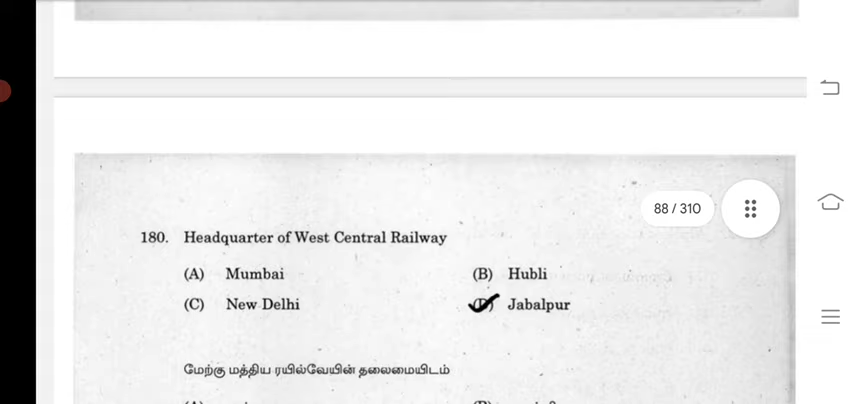 88 / 310
180. Headquarter of West Central Railway
(A) Mumbai (B) Hubli
(C) New Delhi (D) Jabalpur
மேற்கு மத்திய ரயில்வேயின் தலைமையிடம்